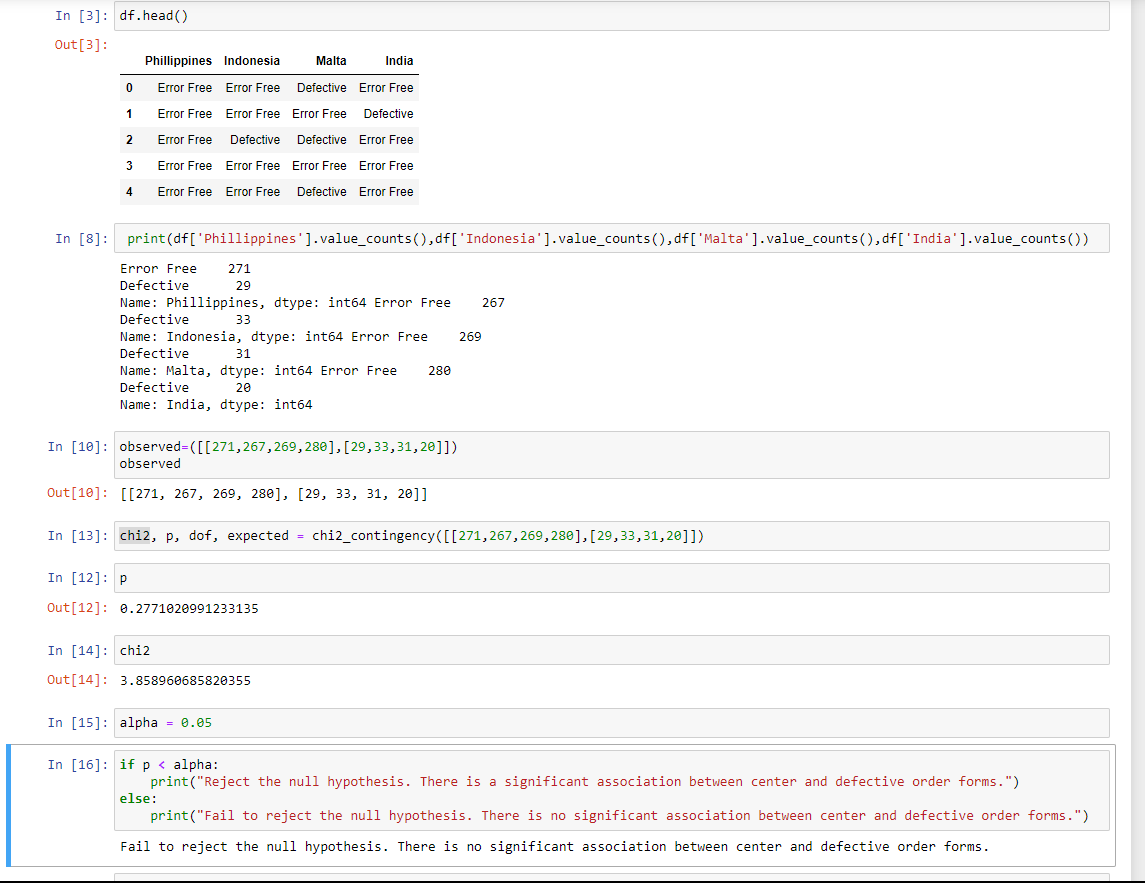 In [3]: df.head()
Out[3]:
Phillippines Indonesia Malta India
0 Error Free Error Free Defective Error Free
1 Error Free Error Free Error Free Defective
2 Error Free Defective Defective Error Free
3 Error Free Error Free Error Free Error Free
4 Error Free Error Free Defective Error Free
In [8]: print(df['Phillippines'].value_counts(),df['Indonesia'].value_counts(),df['Malta'].value_counts(),df['India'].value_counts())
Error Free    271
Defective      29
Name: Phillippines, dtype: int64 Error Free    267
Defective      33
Name: Indonesia, dtype: int64 Error Free    269
Defective      31
Name: Malta, dtype: int64 Error Free    280
Defective      20
Name: India, dtype: int64
In [10]: observed=([[271,267,269,280],[29,33,31,20]])
observed
Out[10]: [[271, 267, 269, 280], [29, 33, 31, 20]]
In [13]: chi2, p, dof, expected = chi2_contingency([[271,267,269,280],[29,33,31,20]])
In [12]: p
Out[12]: 0.2771020991233135
In [14]: chi2
Out[14]: 3.858960685820355
In [15]: alpha = 0.05
In [16]: if p < alpha:
    print("Reject the null hypothesis. There is a significant association between center and defective order forms.")
else:
    print("Fail to reject the null hypothesis. There is no significant association between center and defective order forms.")
Fail to reject the null hypothesis. There is no significant association between center and defective order forms.